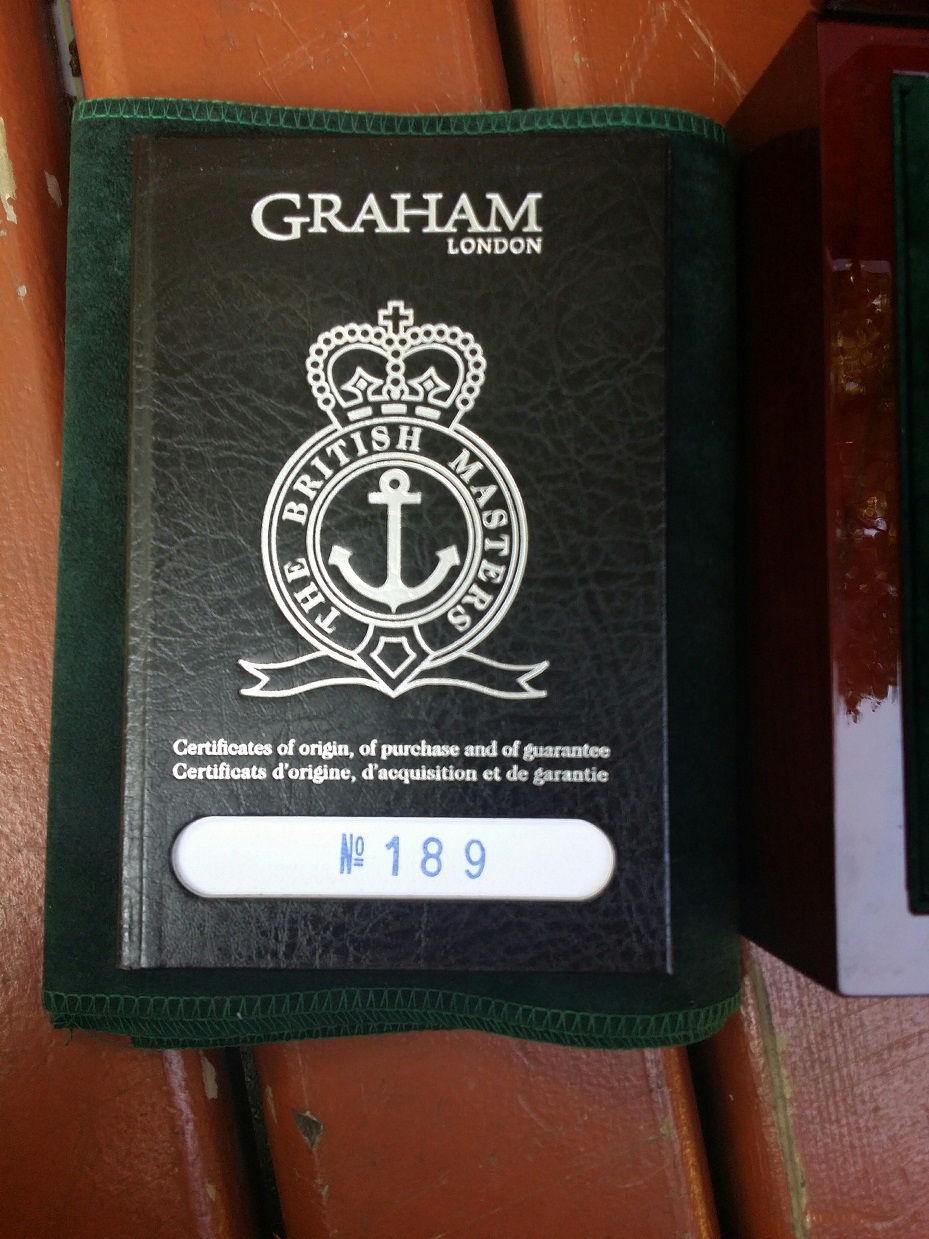 GRAHAM
LONDON
THE BRITISH MASTERS
Certificates of origin, of purchase and of guarantee
Certificats d'origine, d'acquisition et de garantie
Nº 189